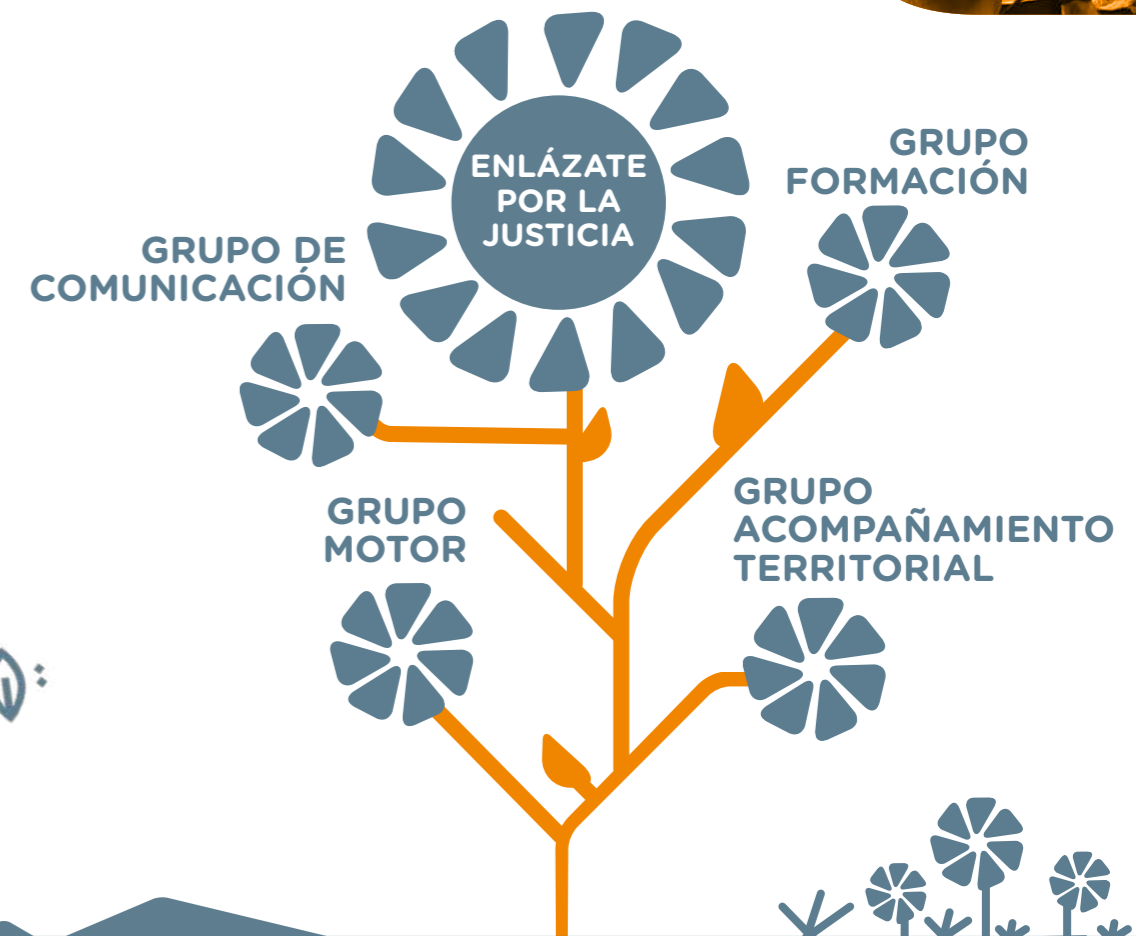 ENLÁZATE
POR LA
JUSTICIA
GRUPO
FORMACIÓN
GRUPO DE
COMUNICACIÓN
GRUPO
MOTOR
GRUPO
ACOMPAÑAMIENTO
TERRITORIAL